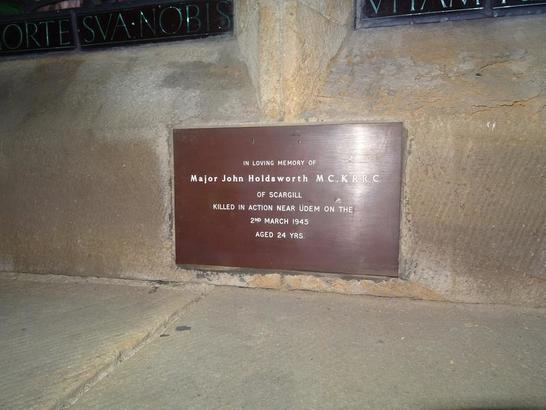 ORTE SVA·NOBIS
VITAM
IN LOVING MEMORY OF
Major John Holdsworth M.C., K.R.R.C.
OF SCARGILL
KILLED IN ACTION NEAR ÜDEM ON THE
2ND MARCH 1945
AGED 24 YRS.